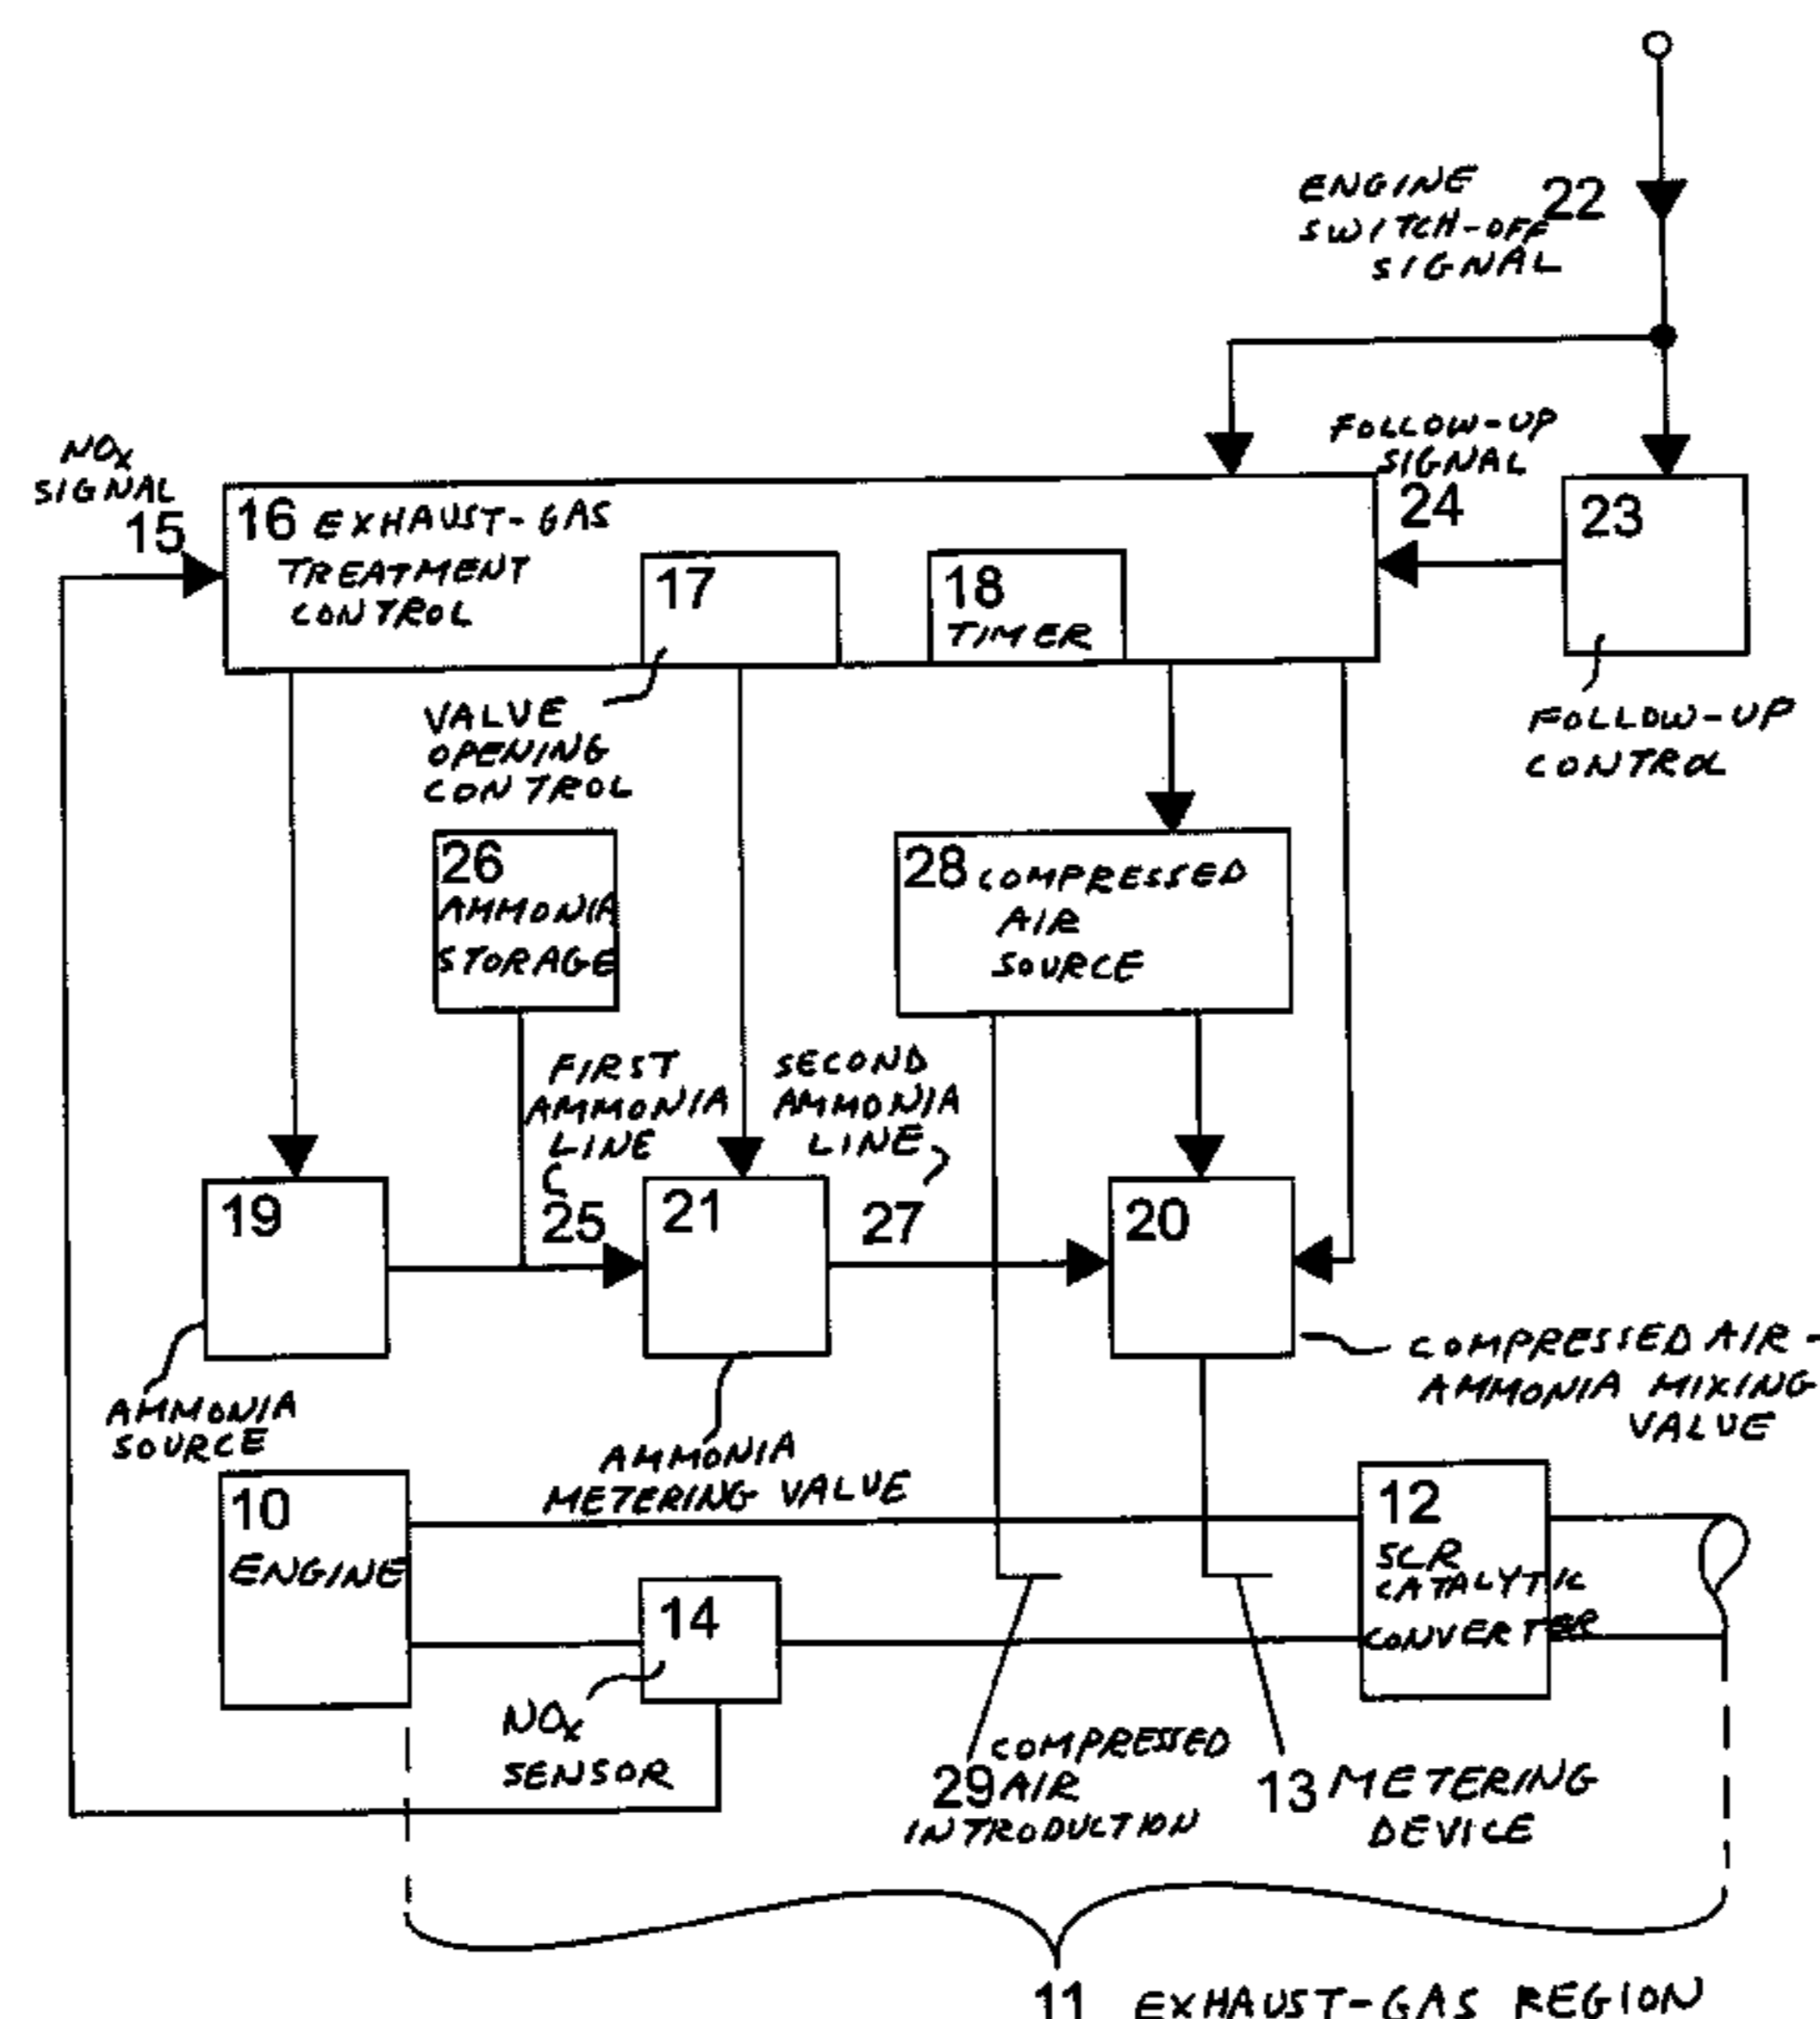 ENGINE 22
SWITCH-OFF
SIGNAL
NOx
SIGNAL
15
16 EXHAUST-GAS
TREATMENT
CONTROL
17
18
TIMER
FOLLOW-UP
SIGNAL
24
23
VALUE
OPENING
CONTROL
FOLLOW-UP
CONTROL
26
AMMONIA
STORAGE
28 COMPRESSED
AIR
SOURCE
FIRST
AMMONIA
LINE
25
SECOND
AMMONIA
LINE
27
19
21
20
AMMONIA
SOURCE
AMMONIA
METERING VALUE
COMPRESSED AIR-
AMMONIA MIXING
VALUE
10
ENGINE
14
12
SCR
CATALYTIC
CONVERTER
NOx
SENSOR
COMPRESSED
29 AIR
INTRODUCTION
13 METERING
DEVICE
11 EXHAUST-GAS REGION